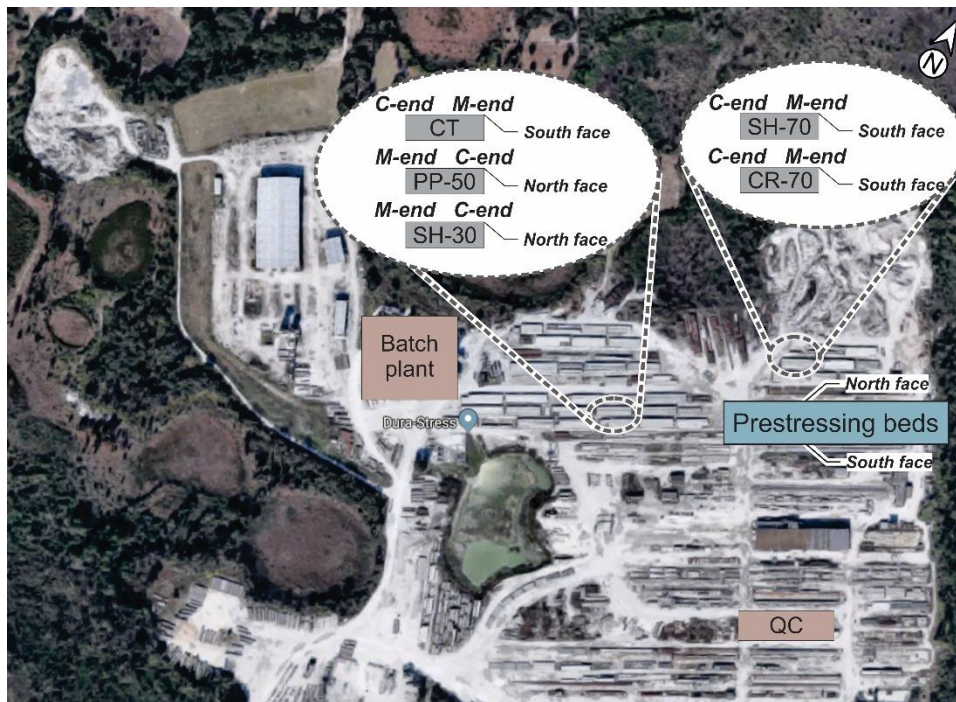 N
C-end M-end
CT
South face
M-end C-end
PP-50
North face
M-end C-end
SH-30
North face
C-end M-end
SH-70
South face
C-end M-end
CR-70
South face
Batch
plant
Dura-Stress
North face
Prestressing beds
South face
QC